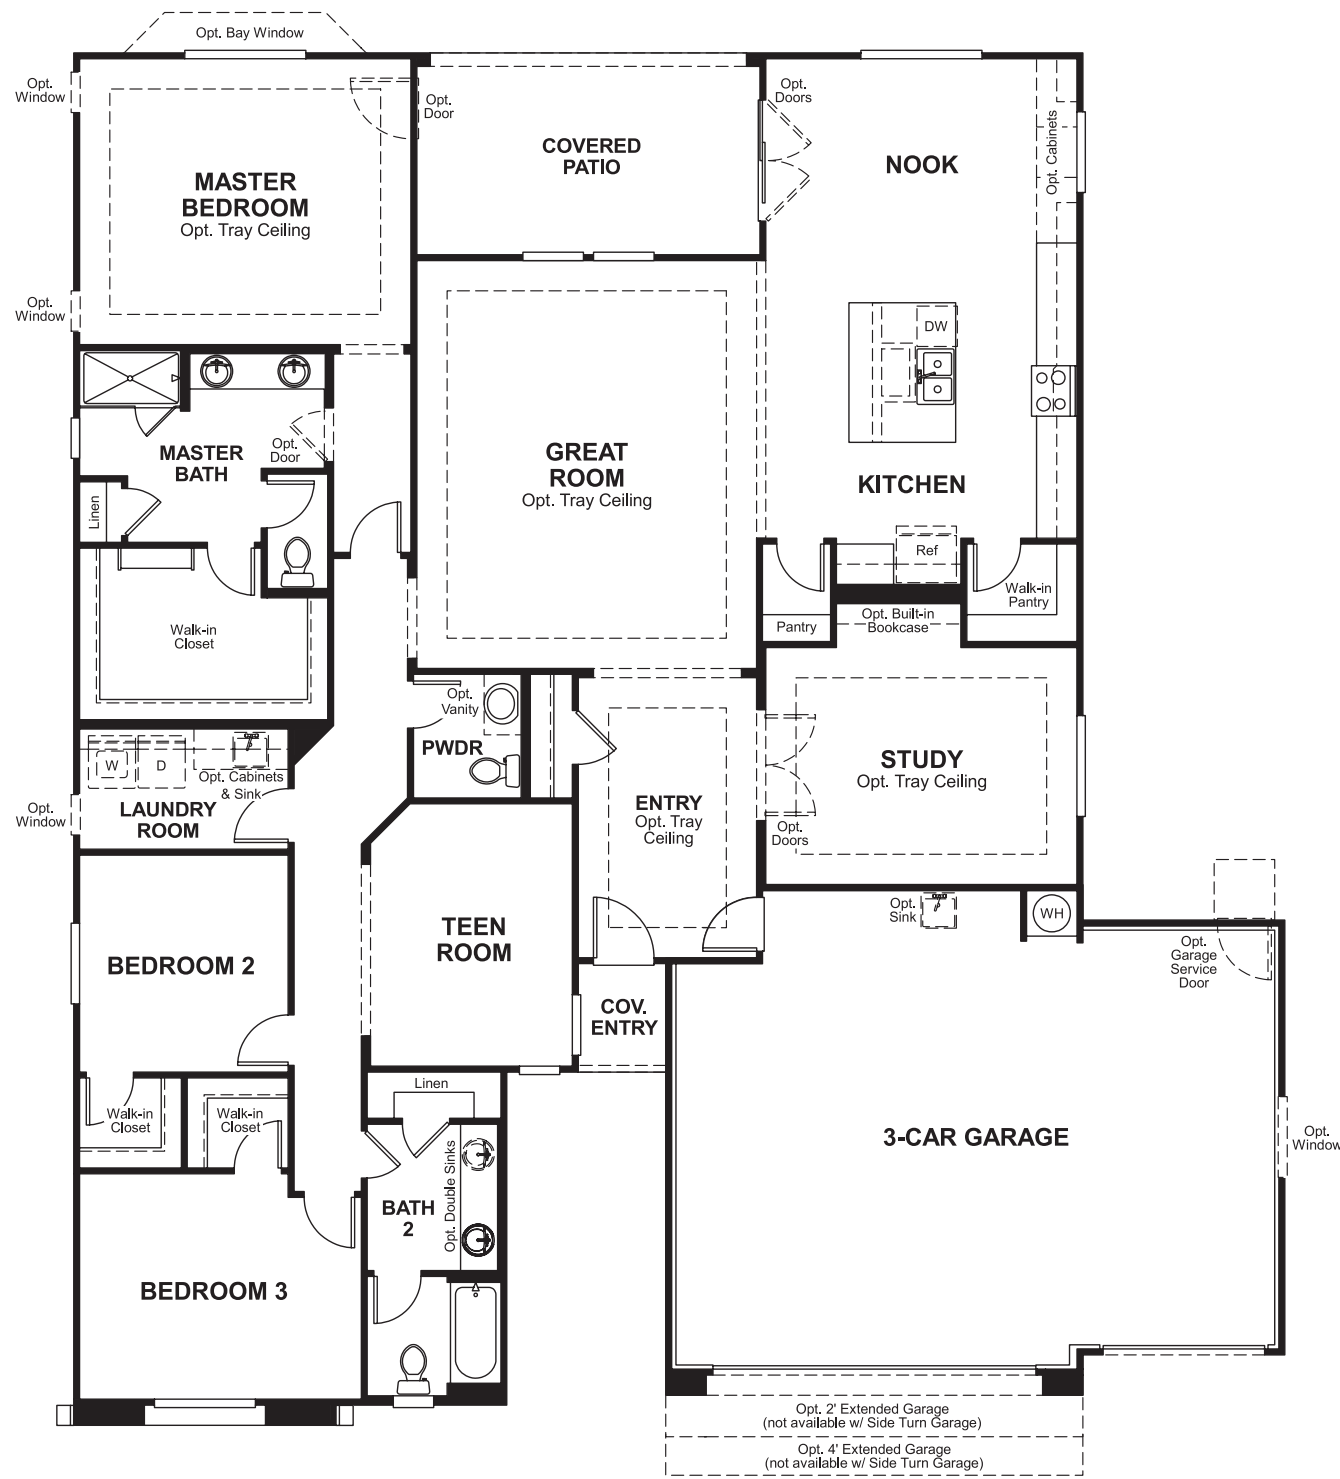 Opt. Bay Window
Opt.
Window
Opt.
Door
Opt.
Doors
COVERED
PATIO
NOOK
Opt. Cabinets
MASTER
BEDROOM
Opt. Tray Ceiling
Opt.
Window
DW
MASTER
BATH
Opt.
Door
Linen
GREAT
ROOM
Opt. Tray Ceiling
KITCHEN
Ref
Walk-in
Pantry
Pantry
Opt. Built-in
Bookcase
Walk-in
Closet
Opt.
Vanity
PWDR
W
D
Opt. Cabinets
& Sink
LAUNDRY
ROOM
Opt.
Window
ENTRY
Opt. Tray
Ceiling
STUDY
Opt. Tray Ceiling
Opt.
Doors
Opt.
Sink
WH
TEEN
ROOM
BEDROOM 2
Opt.
Garage
Service
Door
COV.
ENTRY
Linen
Walk-in
Closet
Walk-in
Closet
3-CAR GARAGE
Opt.
Window
Opt. Double Sinks
BATH
2
BEDROOM 3
Opt. 2' Extended Garage
(not available w/ Side Turn Garage)
Opt. 4' Extended Garage
(not available w/ Side Turn Garage)